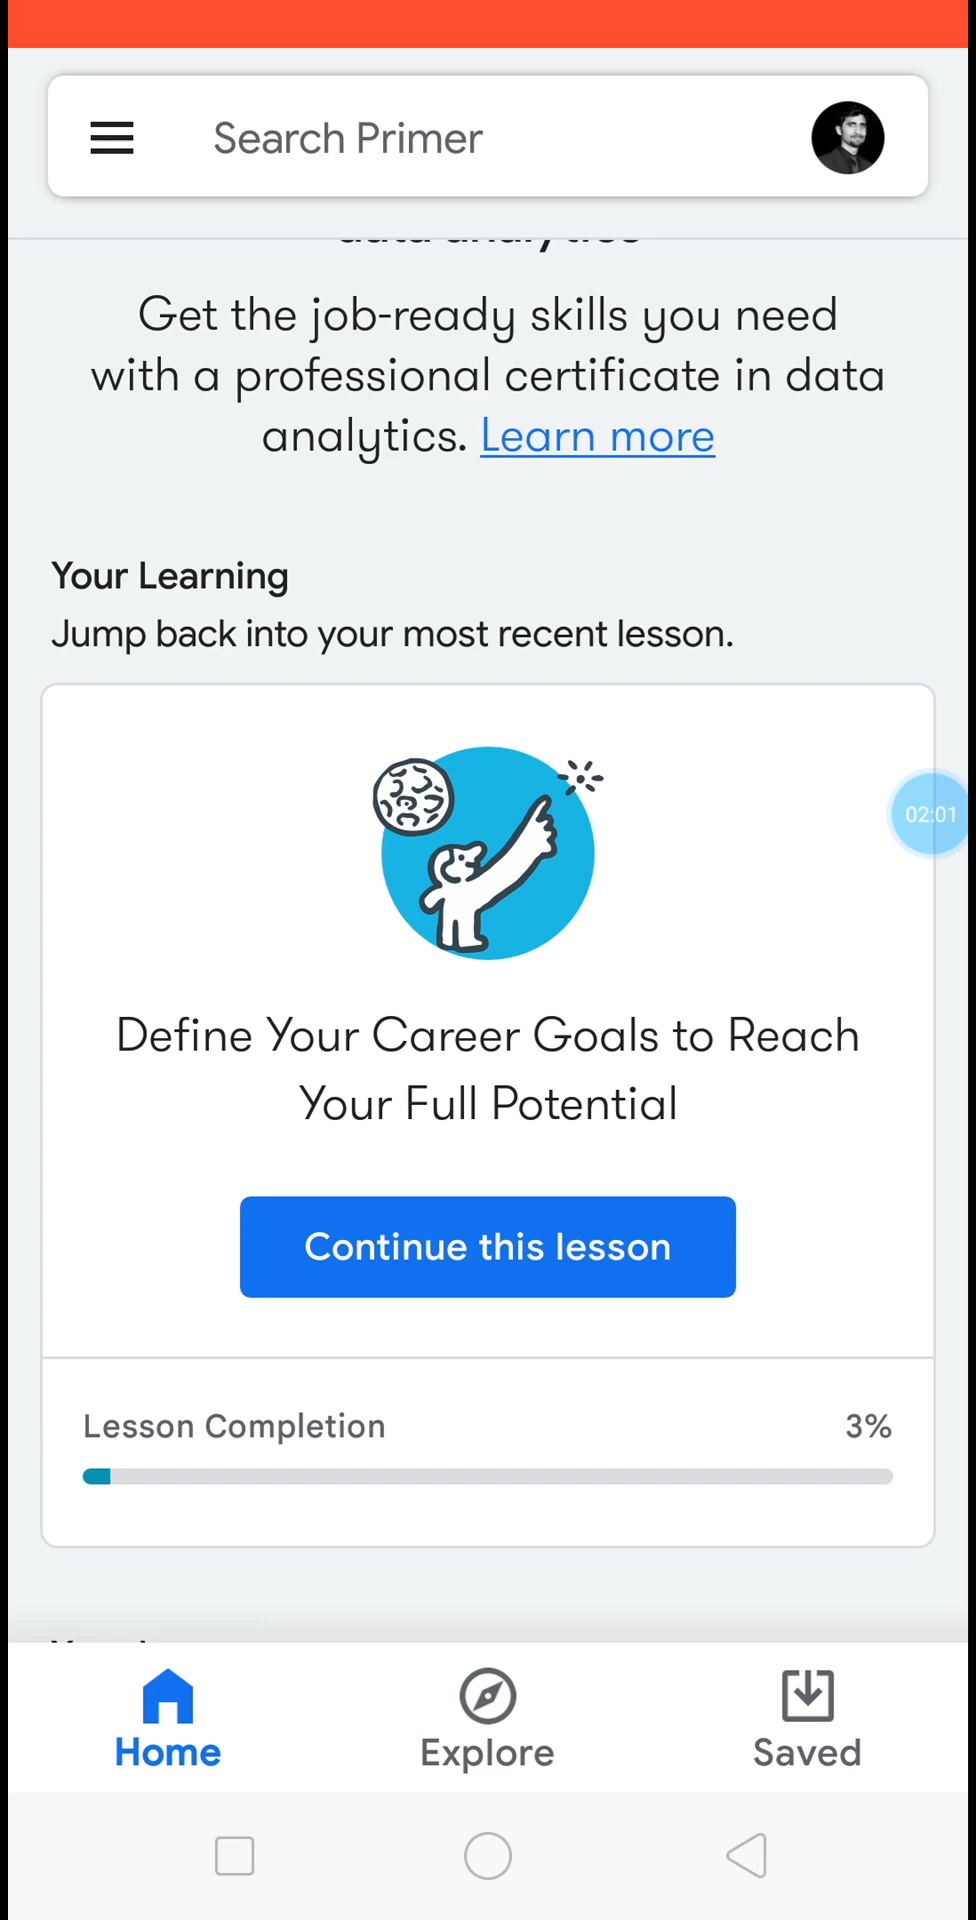 Search Primer
Get the job-ready skills you need
with a professional certificate in data
analytics. Learn more
Your Learning
Jump back into your most recent lesson.
02:01
Define Your Career Goals to Reach
Your Full Potential
Continue this lesson
Lesson Completion 3%
Home Explore Saved